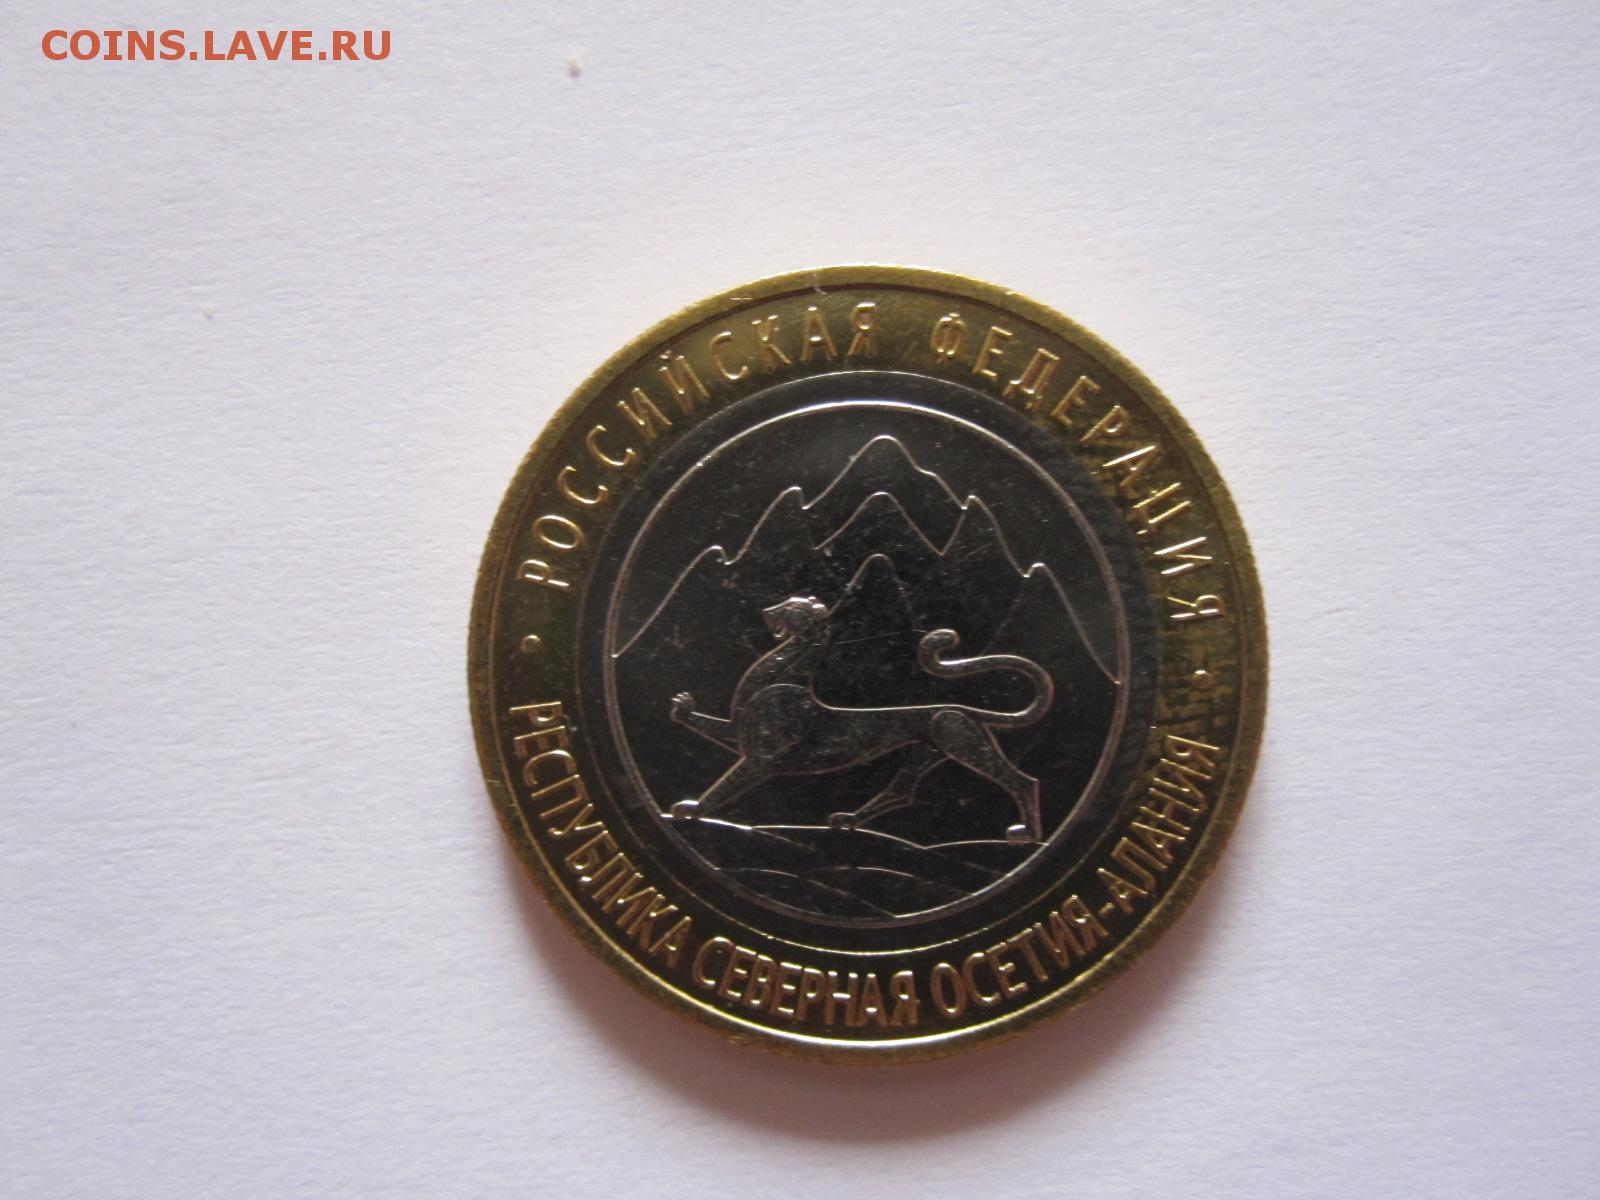 COINS.LAVE.RU
РОССИЙСКАЯ ФЕДЕРАЦИЯ
РЕСПУБЛИКА СЕВЕРНАЯ ОСЕТИЯ-АЛАНИЯ